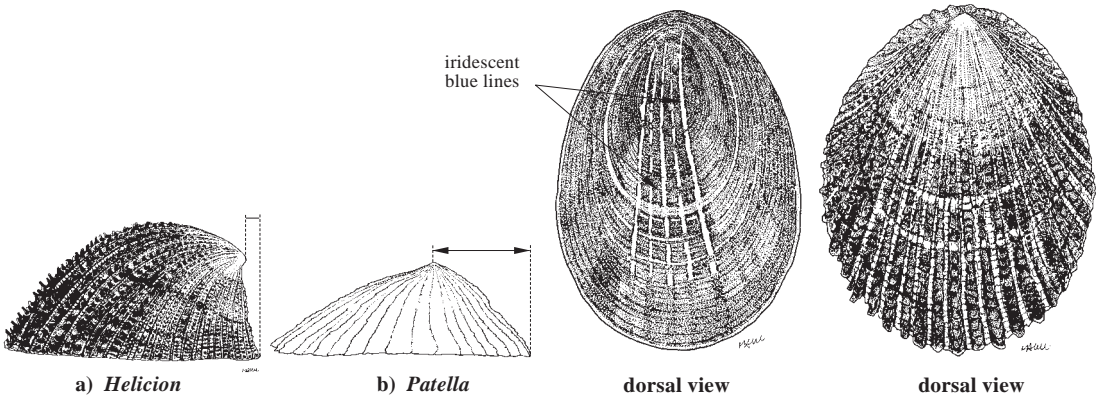 iridescent
blue lines
a) Helicion
b) Patella
dorsal view
dorsal view